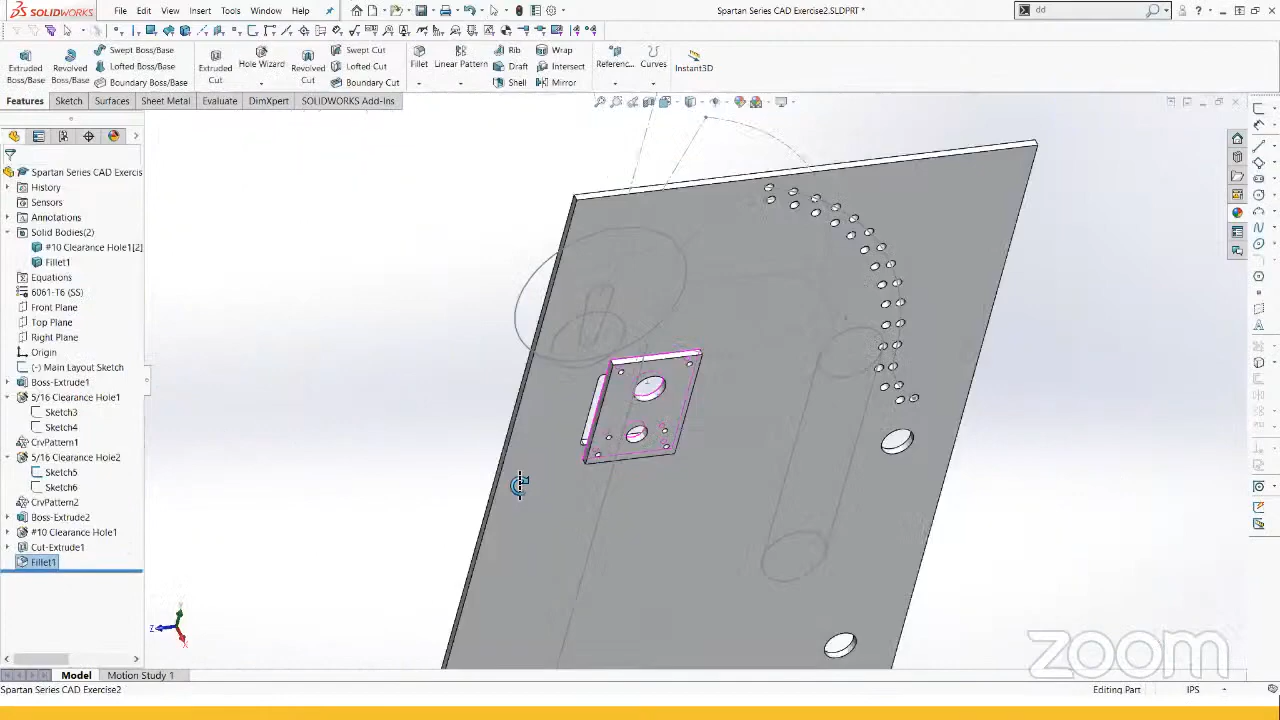 SOLIDWORKS File Edit View Insert Tools Window Help Spartan Series CAD Exercise2.SLDPRT * dd
Extruded Boss/Base
Revolved Boss/Base
Swept Boss/Base
Lofted Boss/Base
Boundary Boss/Base
Extruded Cut
Hole Wizard
Revolved Cut
Swept Cut
Lofted Cut
Boundary Cut
Fillet
Linear Pattern
Rib
Draft
Shell
Wrap
Intersect
Mirror
Referenc...
Curves
Instant3D
Features Sketch Surfaces Sheet Metal Evaluate DimXpert SOLIDWORKS Add-Ins
Spartan Series CAD Exercis
History
Sensors
Annotations
Solid Bodies(2)
#10 Clearance Hole1[2]
Fillet1
Equations
6061-T6 (SS)
Front Plane
Top Plane
Right Plane
Origin
(-) Main Layout Sketch
Boss-Extrude1
5/16 Clearance Hole1
Sketch3
Sketch4
CrvPattern1
5/16 Clearance Hole2
Sketch5
Sketch6
CrvPattern2
Boss-Extrude2
#10 Clearance Hole1
Cut-Extrude1
Fillet1
Y
Z
X
zoom
Model Motion Study 1
Spartan Series CAD Exercise2 Editing Part IPS